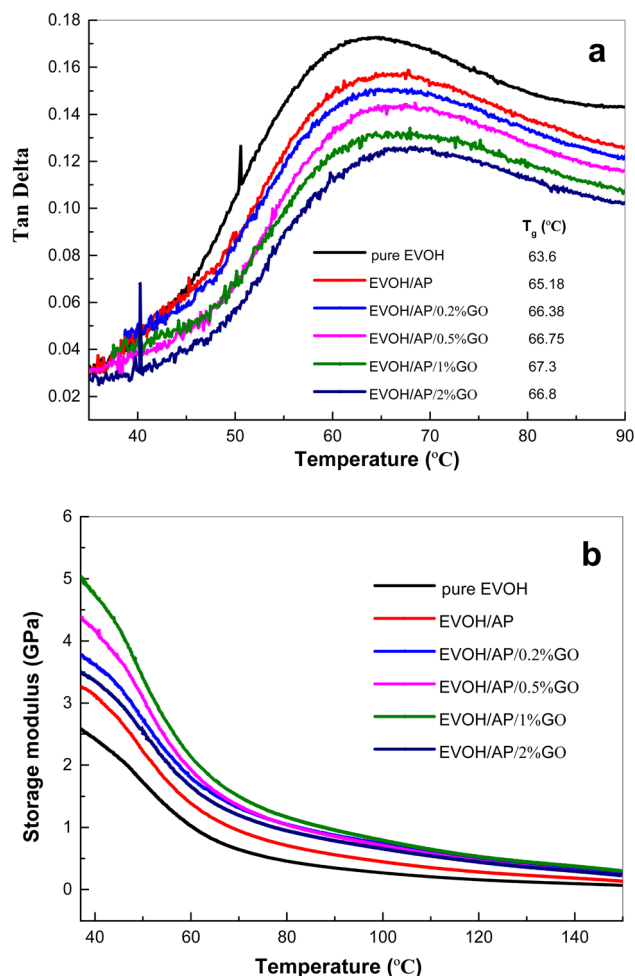 a
0.18
0.16
0.14
0.12
0.10
0.08
0.06
0.04
0.02
Tan Delta
T g (ºC)
pure EVOH 63.6
EVOH/AP 65.18
EVOH/AP/0.2%GO 66.38
EVOH/AP/0.5%GO 66.75
EVOH/AP/1%GO 67.3
EVOH/AP/2%GO 66.8
40 50 60 70 80 90
Temperature (ºC)
b
6
5
4
3
2
1
0
Storage modulus (GPa)
pure EVOH
EVOH/AP
EVOH/AP/0.2%GO
EVOH/AP/0.5%GO
EVOH/AP/1%GO
EVOH/AP/2%GO
40 60 80 100 120 140
Temperature (ºC)